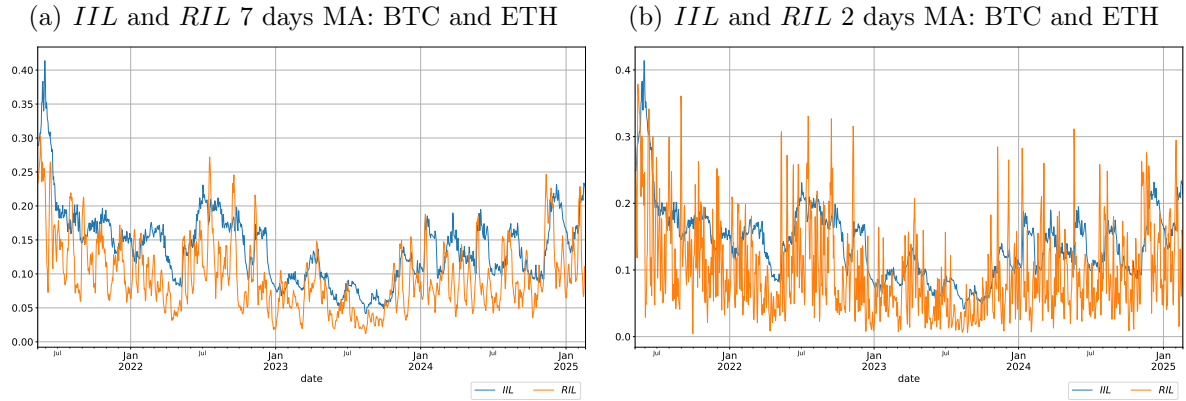 (a) IIL and RIL 7 days MA: BTC and ETH
0.40
0.35
0.30
0.25
0.20
0.15
0.10
0.05
0.00
Jul Jan Jul Jan Jul Jan Jul Jan
2022 2023 2024 2025
date
IIL RIL
(b) IIL and RIL 2 days MA: BTC and ETH
0.4
0.3
0.2
0.1
0.0
Jul Jan Jul Jan Jul Jan Jul Jan
2022 2023 2024 2025
date
IIL RIL